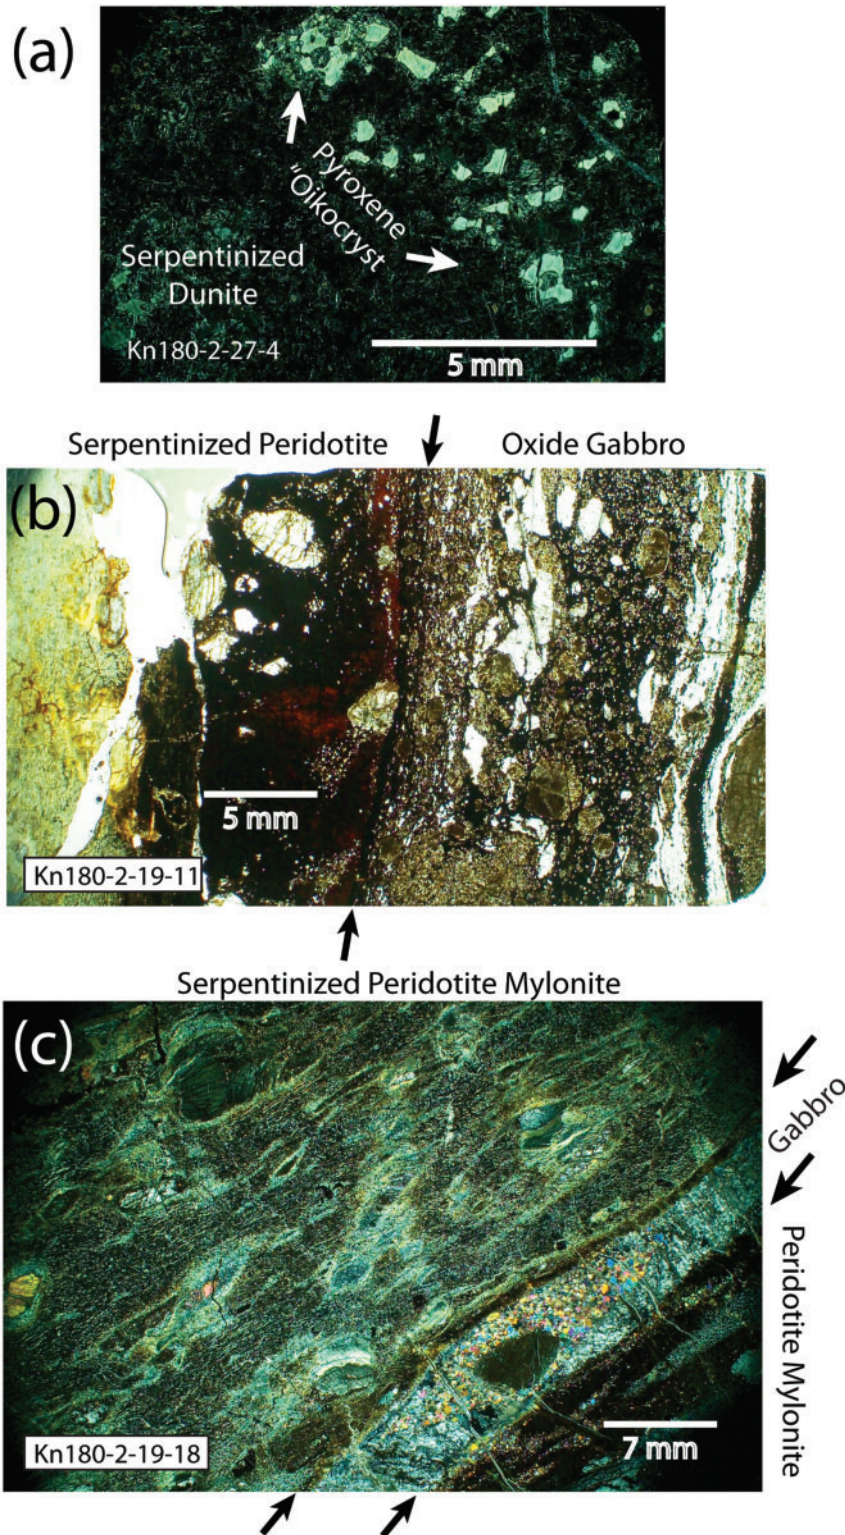 (a)
Pyroxene
"Oikocryst
Serpentinized
Dunite
Kn180-2-27-4
5 mm
Serpentinized Peridotite
Oxide Gabbro
(b)
5 mm
Kn180-2-19-11
Serpentinized Peridotite Mylonite
(c)
Gabbro
Peridotite Mylonite
Kn180-2-19-18
7 mm